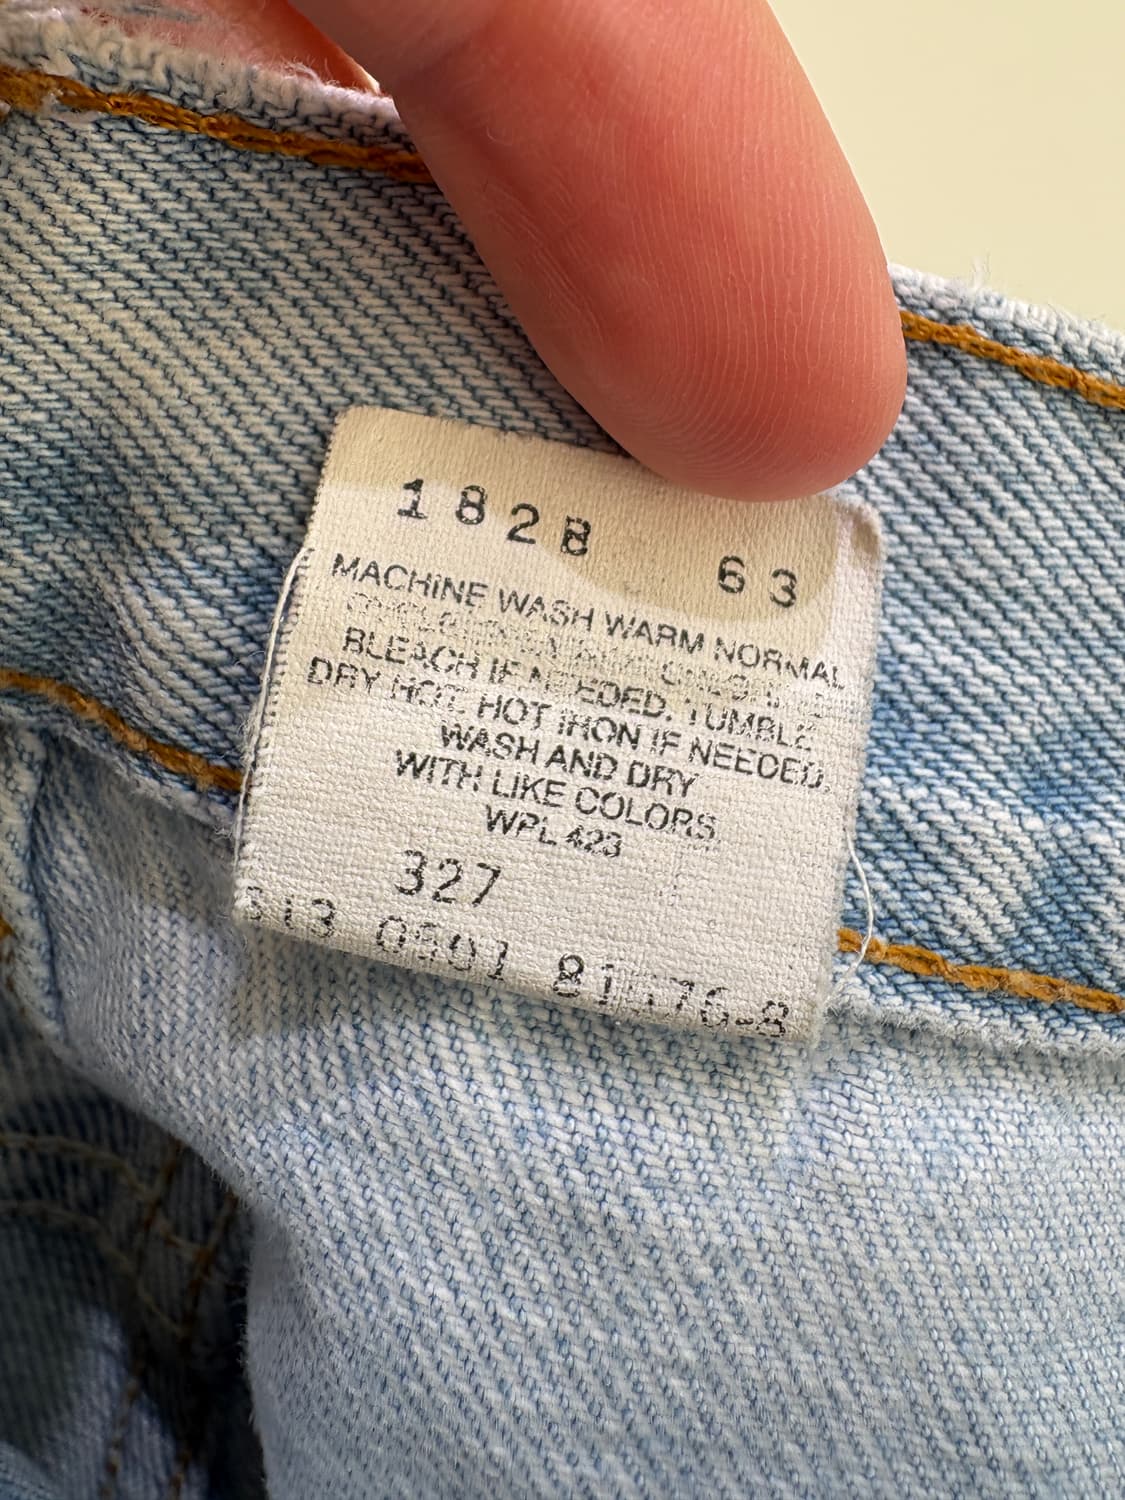 1828 63
MACHINE WASH WARM NORMAL
BLEACH IF NEEDED. TUMBLE
DRY HOT. HOT IRON IF NEEDED.
WASH AND DRY
WITH LIKE COLORS
WPL 423
327